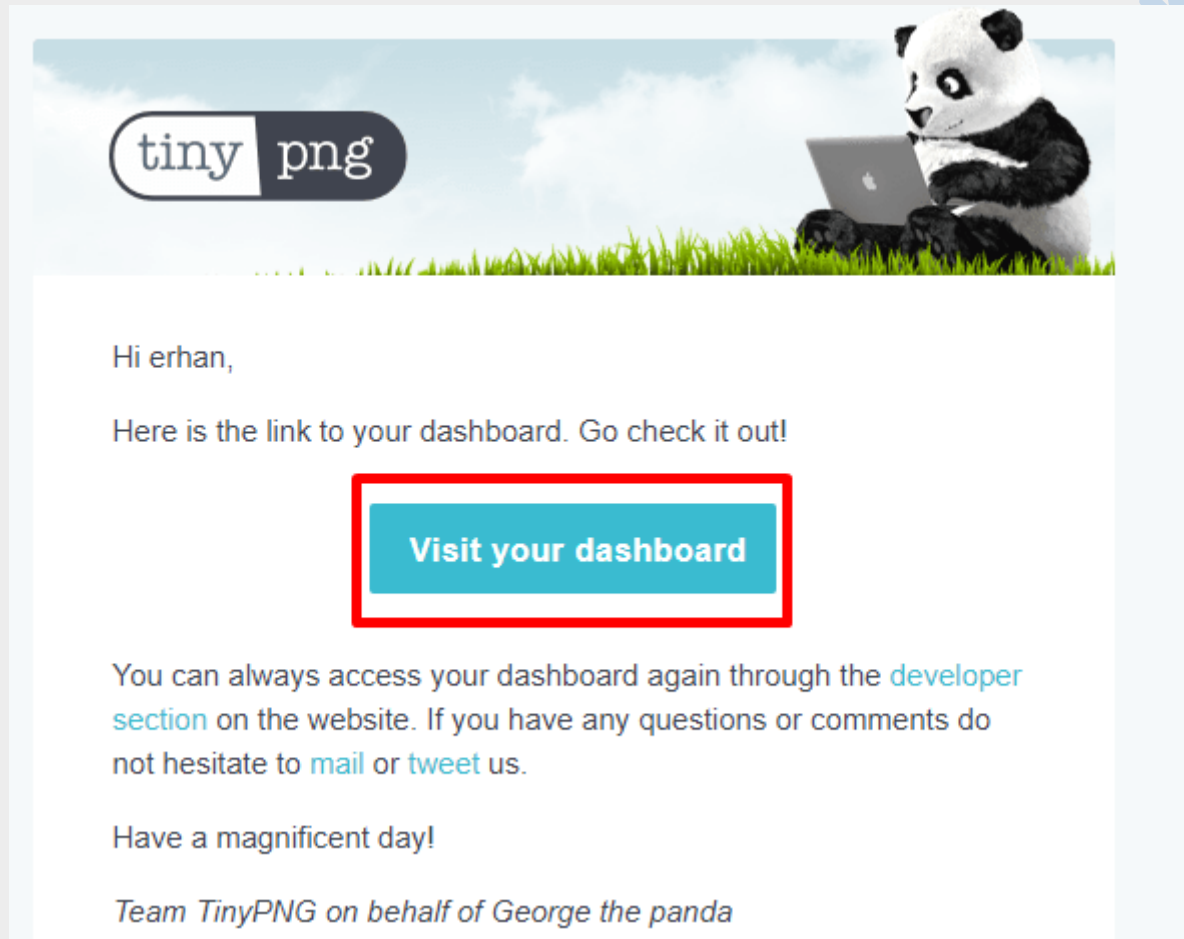 tiny png
Hi erhan,
Here is the link to your dashboard. Go check it out!
Visit your dashboard
You can always access your dashboard again through the developer
section on the website. If you have any questions or comments do
not hesitate to mail or tweet us.
Have a magnificent day!
Team TinyPNG on behalf of George the panda